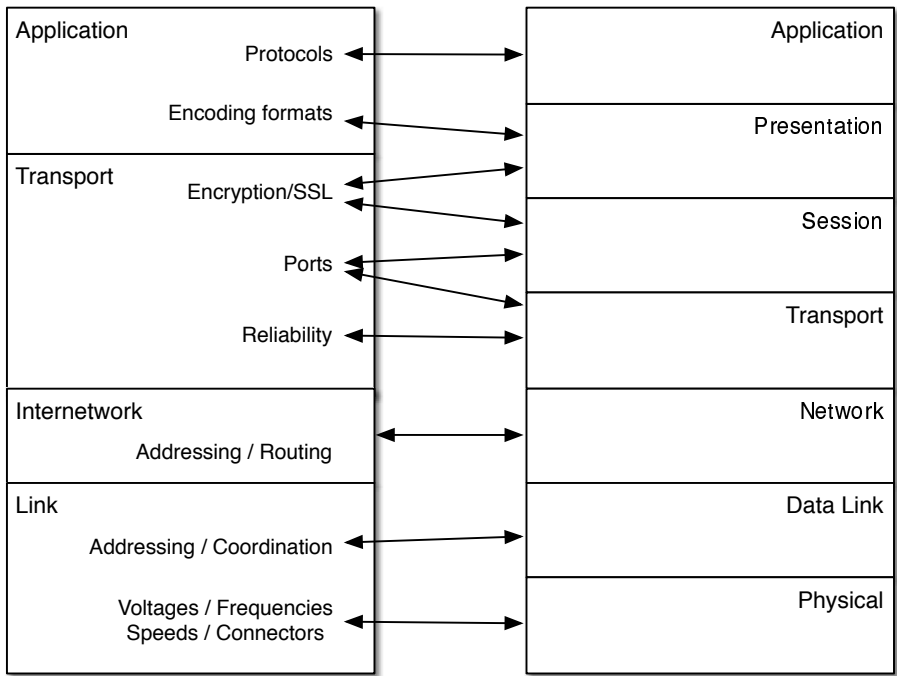 Application
Protocols
Encoding formats
Transport
Encryption/SSL
Ports
Reliability
Internetwork
Addressing / Routing
Link
Addressing / Coordination
Voltages / Frequencies
Speeds / Connectors
Application
Presentation
Session
Transport
Network
Data Link
Physical